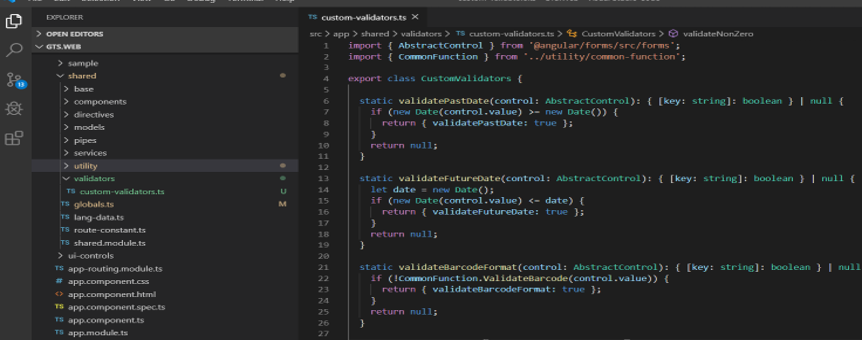 EXPLORER
OPEN EDITORS
GTS.WEB
sample
shared
base
components
directives
models
pipes
services
utility
validators
TS custom-validators.ts U
TS globals.ts M
TS lang-data.ts
TS route-constant.ts
TS shared.module.ts
ui-controls
TS app-routing.module.ts
# app.component.css
<> app.component.html
TS app.component.spec.ts
TS app.component.ts
TS app.module.ts
13
TS custom-validators.ts ×
src > app > shared > validators > TS custom-validators.ts > CustomValidators > validateNonZero
1 import { AbstractControl } from '@angular/forms/src/forms';
2 import { CommonFunction } from '../utility/common-function';
3
4 export class CustomValidators {
5
6 static validatePastDate(control: AbstractControl): { [key: string]: boolean } | null {
7 if (new Date(control.value) >= new Date()) {
8 return { validatePastDate: true };
9 }
10 return null;
11 }
12
13 static validateFutureDate(control: AbstractControl): { [key: string]: boolean } | null {
14 let date = new Date();
15 if (new Date(control.value) <= date) {
16 return { validateFutureDate: true };
17 }
18 return null;
19 }
20
21 static validateBarcodeFormat(control: AbstractControl): { [key: string]: boolean } | null
22 if (!CommonFunction.ValidateBarcode(control.value)) {
23 return { validateBarcodeFormat: true };
24 }
25 return null;
26 }
27